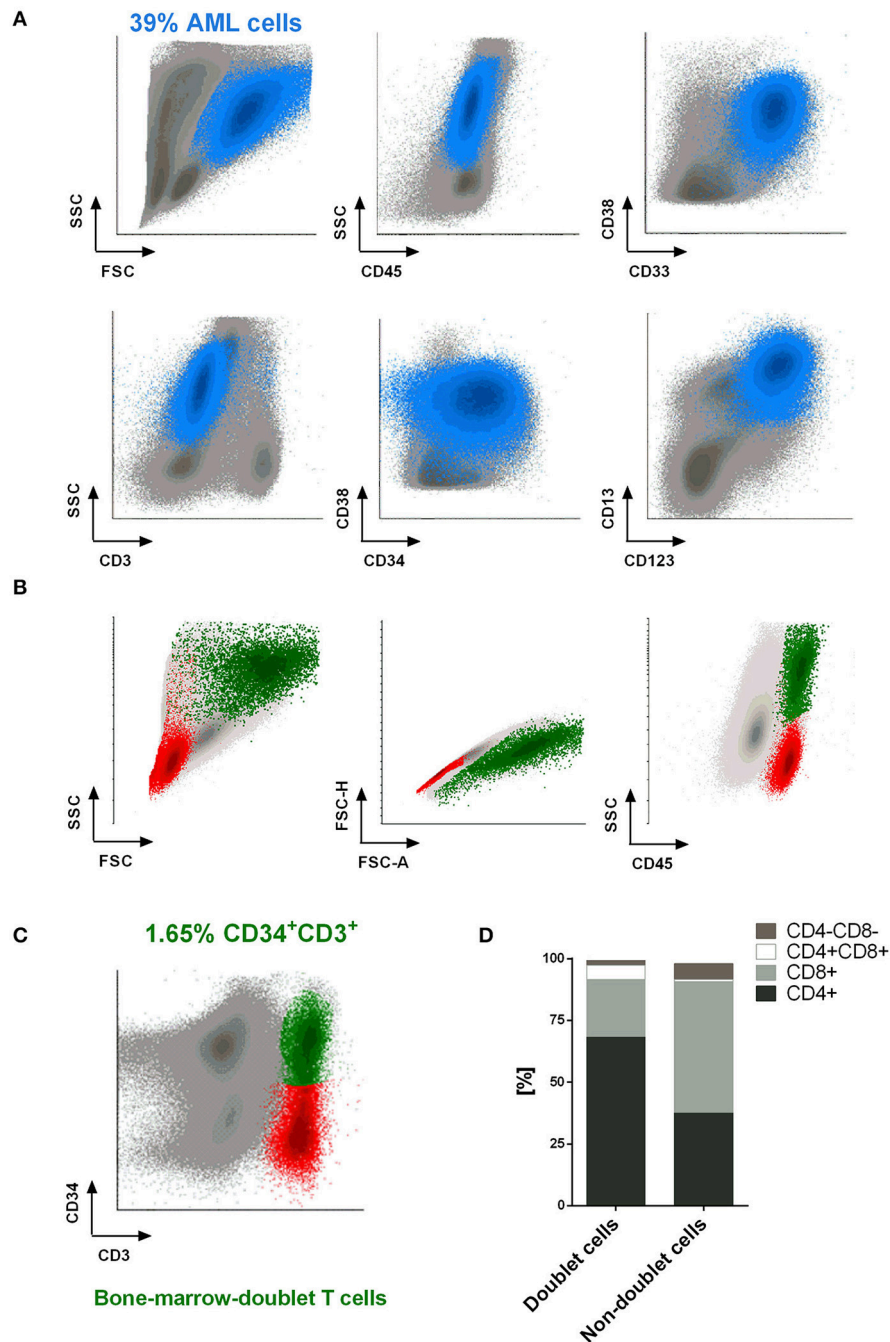 A
39% AML cells
SSC
FSC
SSC
CD45
CD38
CD33
SSC
CD3
CD38
CD34
CD13
CD123
B
SSC
FSC
FSC-H
FSC-A
SSC
CD45
C
1.65% CD34⁺CD3⁺
CD34
CD3
Bone-marrow-doublet T cells
D
CD4-CD8-
CD4+CD8+
CD8+
CD4+
[%]
100
75
50
25
0
Doublet cells
Non-doublet cells